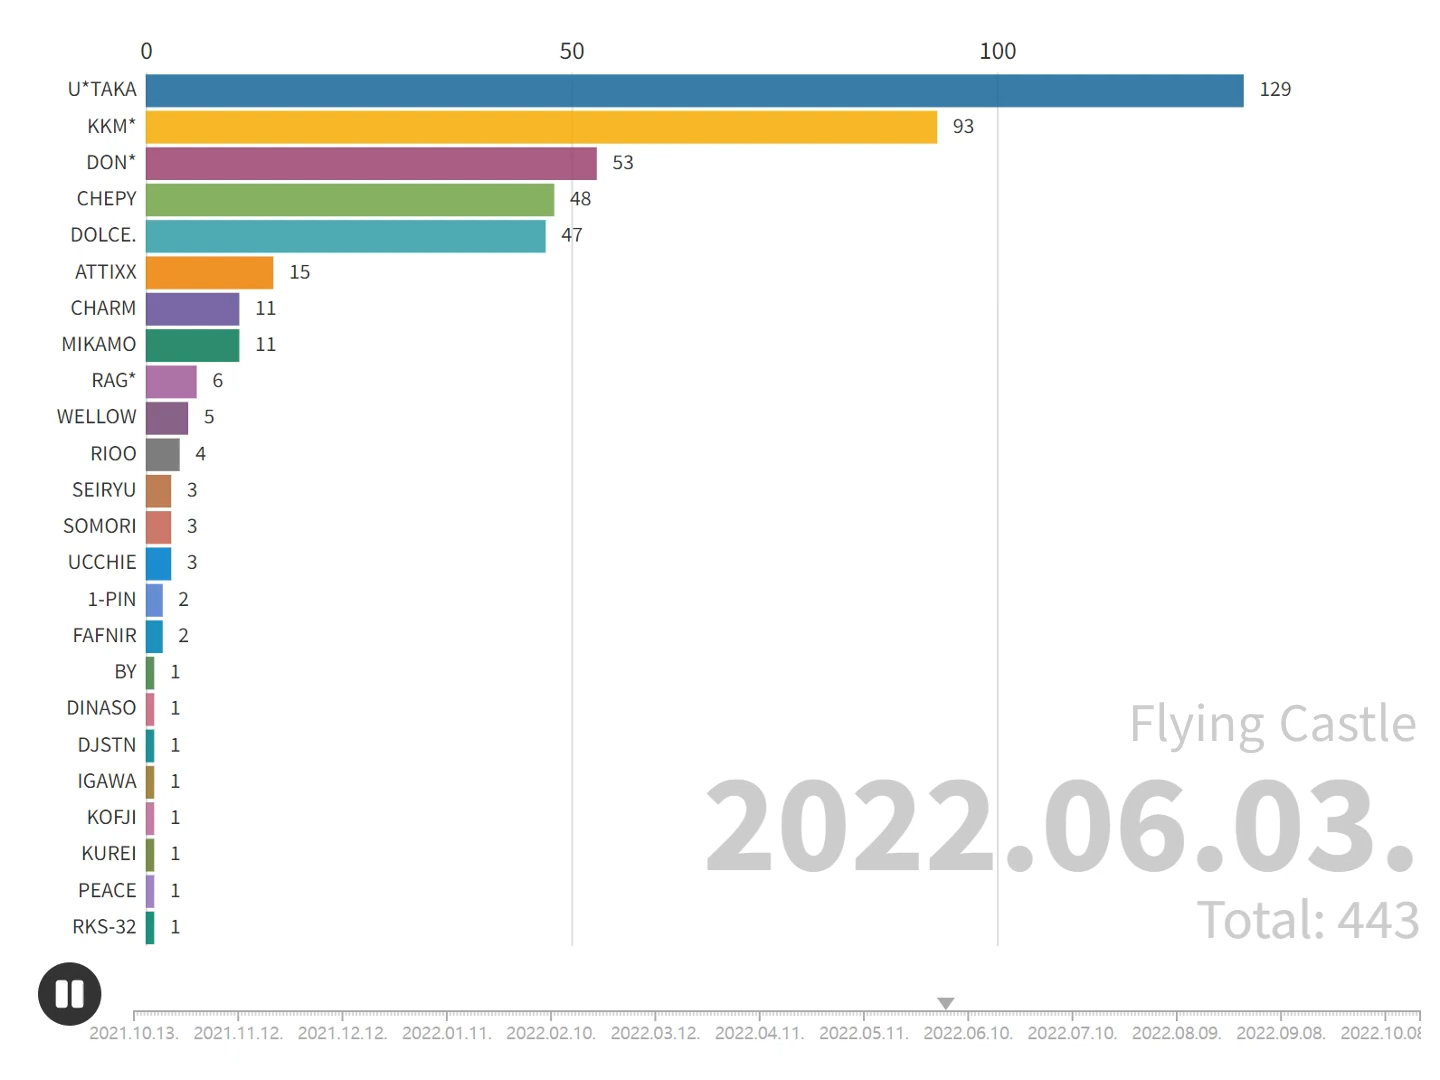 0 50 100
U*TAKA 129
KKM* 93
DON* 53
CHEPY 48
DOLCE. 47
ATTIXX 15
CHARM 11
MIKAMO 11
RAG* 6
WELLOW 5
RIOO 4
SEIRYU 3
SOMORI 3
UCCHIE 3
1-PIN 2
FAFNIR 2
BY 1
DINASO 1
DJSTN 1
IGAWA 1
KOFJI 1
KUREI 1
PEACE 1
RKS-32 1
Flying Castle
2022.06.03.
Total: 443
2021.10.13. 2021.11.12. 2021.12.12. 2022.01.11. 2022.02.10. 2022.03.12. 2022.04.11. 2022.05.11. 2022.06.10. 2022.07.10. 2022.08.09. 2022.09.08. 2022.10.08